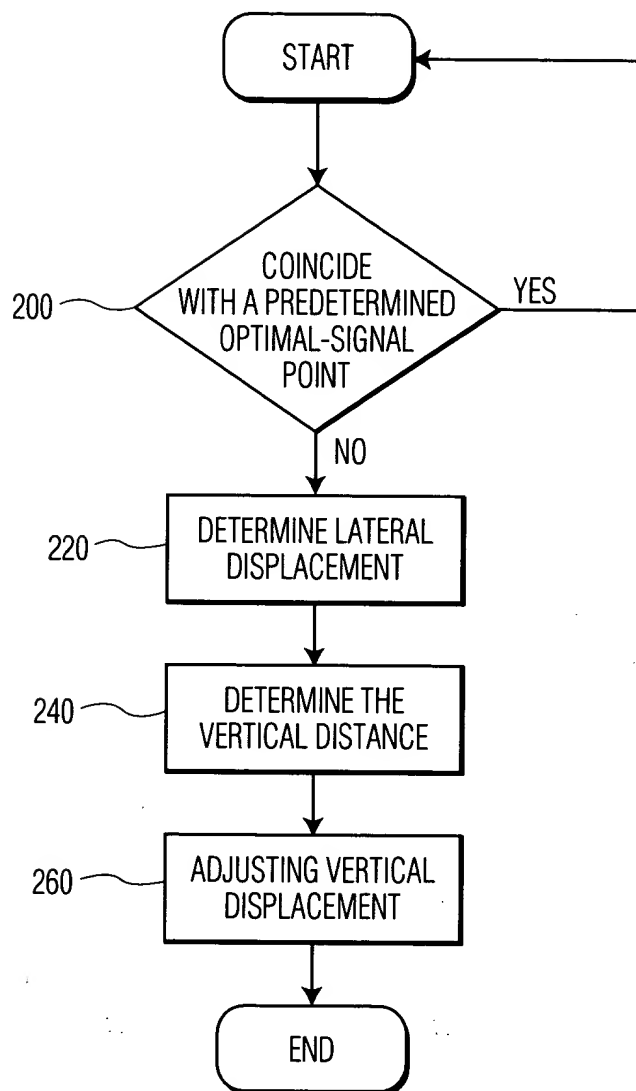 START
COINCIDE
WITH A PREDETERMINED
OPTIMAL-SIGNAL
POINT
200
YES
NO
220
DETERMINE LATERAL
DISPLACEMENT
240
DETERMINE THE
VERTICAL DISTANCE
260
ADJUSTING VERTICAL
DISPLACEMENT
END